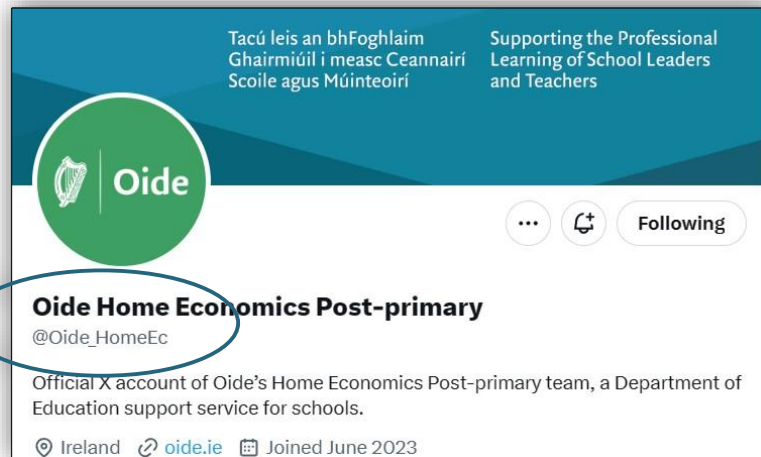 Tacú leis an bhFoghlaim
Ghairmiúil i measc Ceannairí
Scoile agus Múinteoirí
Supporting the Professional
Learning of School Leaders
and Teachers
Oide
Following
Oide Home Economics Post-primary
@Oide_HomeEc
Official X account of Oide's Home Economics Post-primary team, a Department of
Education support service for schools.
Ireland oide.ie Joined June 2023